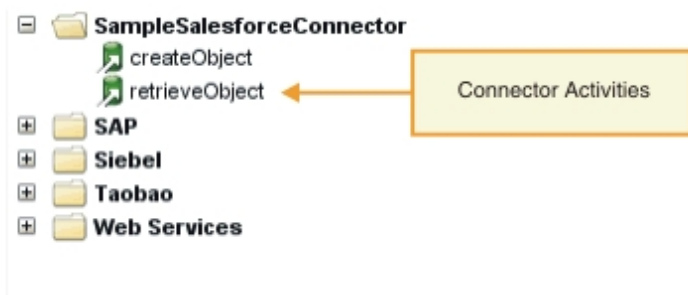 SampleSalesforceConnector
createObject
retrieveObject
Connector Activities
SAP
Siebel
Taobao
Web Services